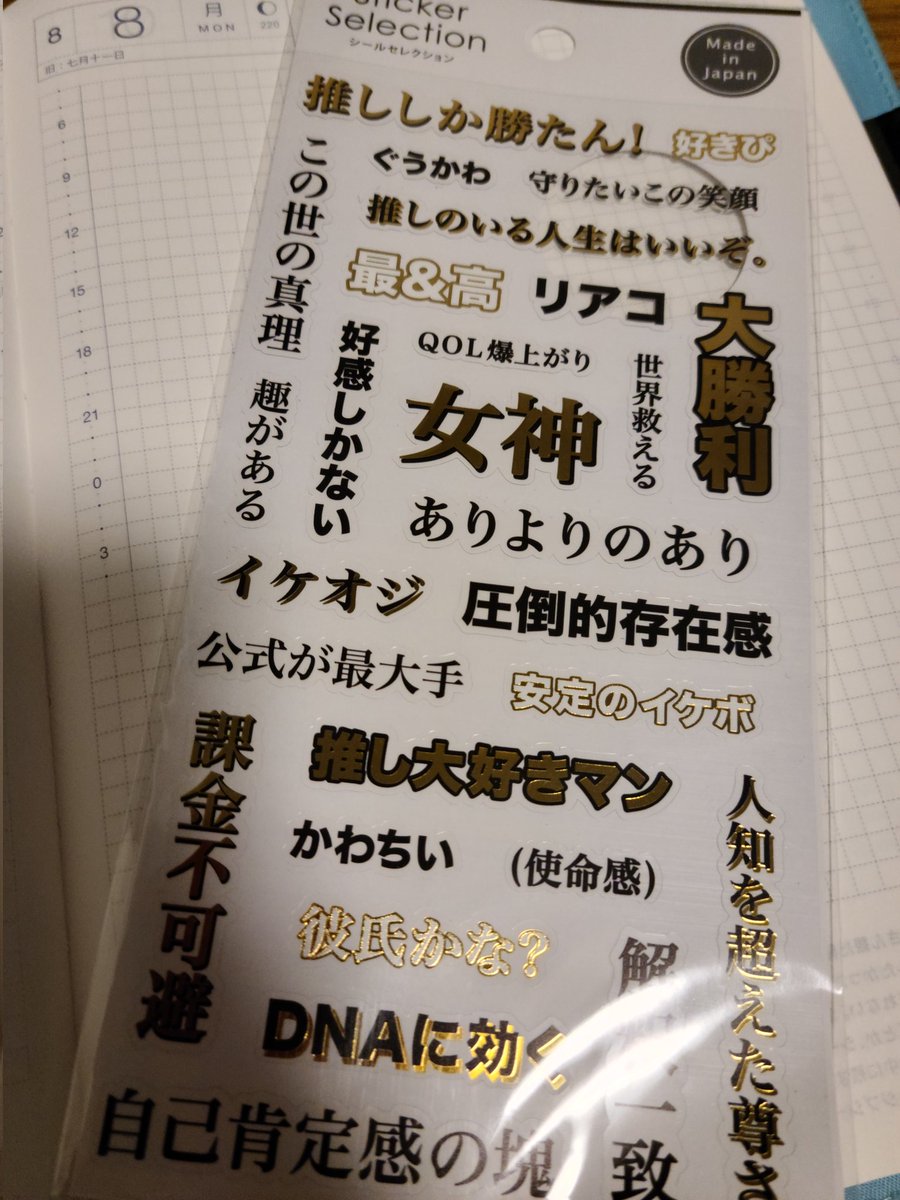 8
8
月
MON
220
旧：七月十一日
6
9
12
15
18
21
0
3
Sticker
Selection
シールセレクション
Made
in
Japan
推ししか勝たん！
好きぴ
ぐうかわ
守りたいこの笑顔
この世の真理
推しのいる人生はいいぞ。
最&高
リアコ
大勝利
QOL爆上がり
世界救える
好感しかない
女神
趣がある
ありよりのあり
イケオジ
圧倒的存在感
公式が最大手
安定のイケボ
課金不可避
推し大好きマン
人知を超えた尊さ
かわちい
(使命感)
彼氏かな?
解釈一致
DNAに効く
自己肯定感の塊